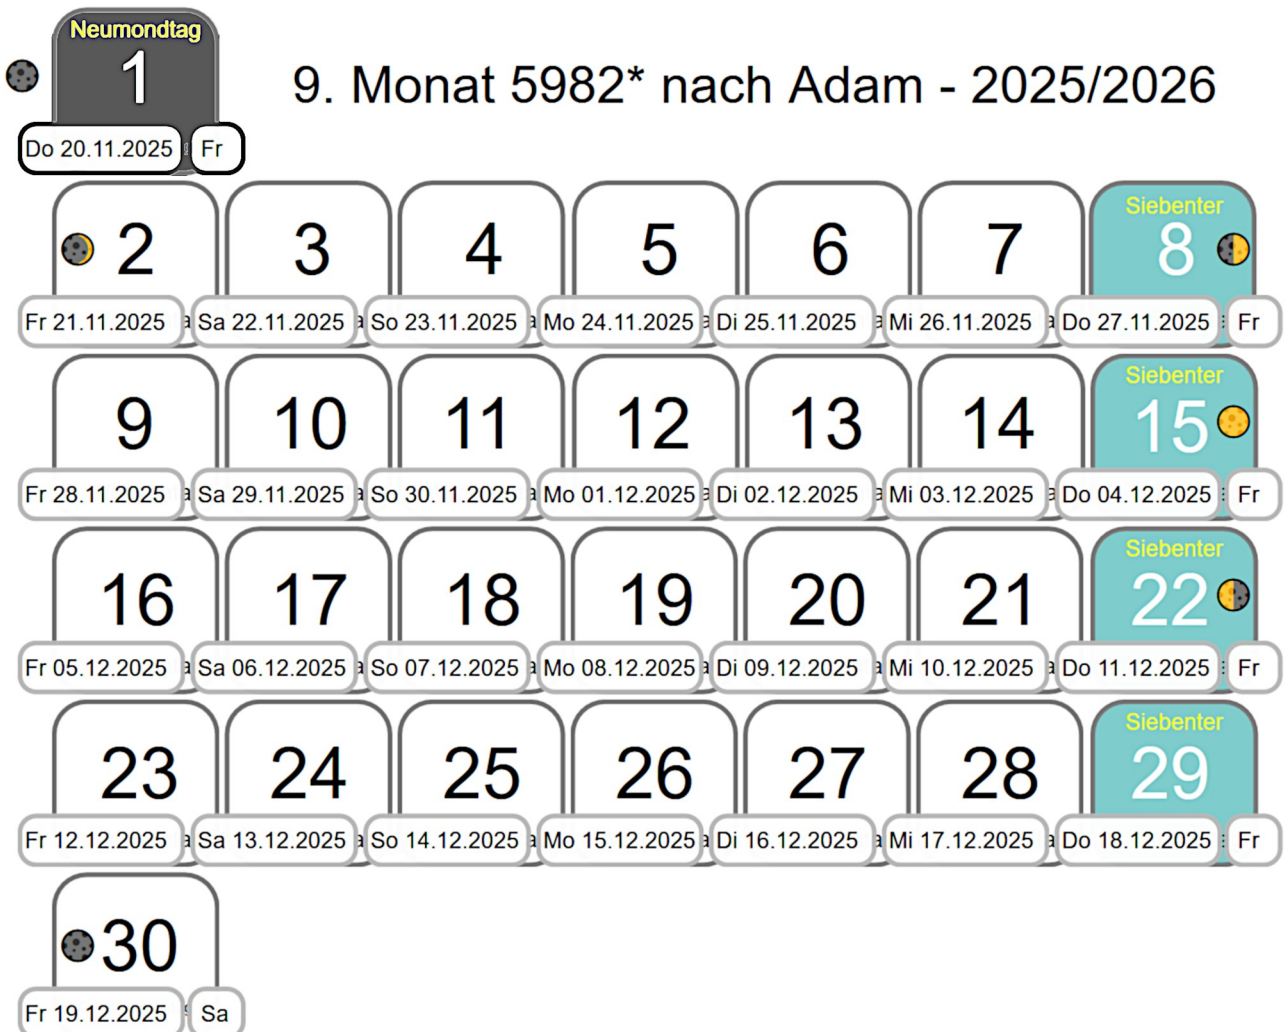 Neumondtag
1
9. Monat 5982* nach Adam - 2025/2026
Do 20.11.2025 Fr
Siebenter
2 3 4 5 6 7 8
Fr 21.11.2025 Sa 22.11.2025 So 23.11.2025 Mo 24.11.2025 Di 25.11.2025 Mi 26.11.2025 Do 27.11.2025 Fr
Siebenter
9 10 11 12 13 14 15
Fr 28.11.2025 Sa 29.11.2025 So 30.11.2025 Mo 01.12.2025 Di 02.12.2025 Mi 03.12.2025 Do 04.12.2025 Fr
Siebenter
16 17 18 19 20 21 22
Fr 05.12.2025 Sa 06.12.2025 So 07.12.2025 Mo 08.12.2025 Di 09.12.2025 Mi 10.12.2025 Do 11.12.2025 Fr
Siebenter
23 24 25 26 27 28 29
Fr 12.12.2025 Sa 13.12.2025 So 14.12.2025 Mo 15.12.2025 Di 16.12.2025 Mi 17.12.2025 Do 18.12.2025 Fr
30
Fr 19.12.2025 Sa